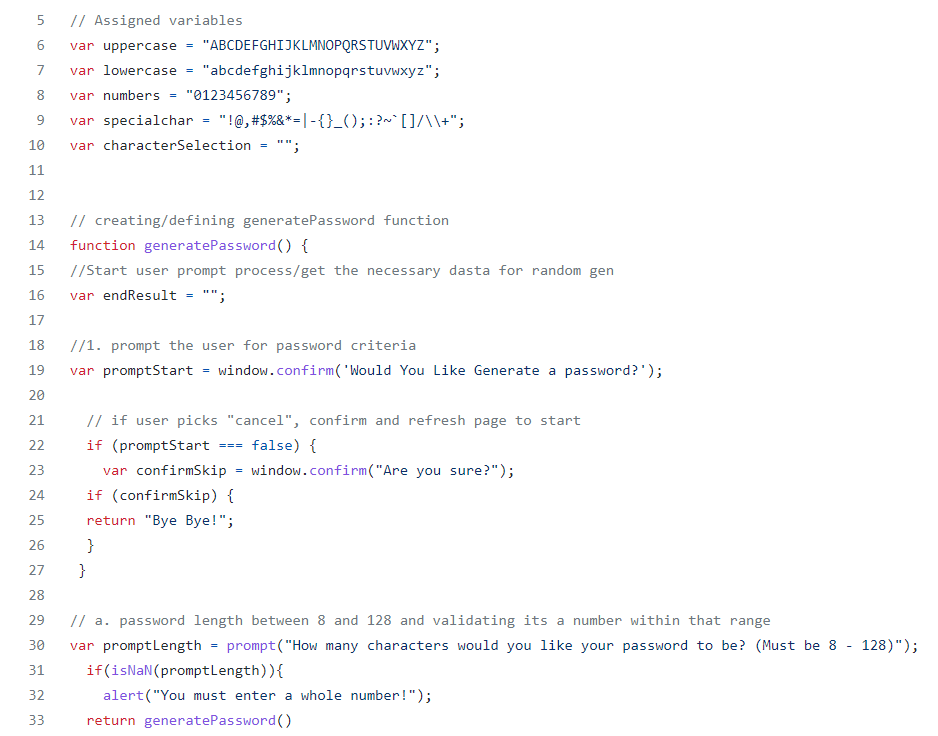 5 // Assigned variables
6 var uppercase = "ABCDEFGHIJKLMNOPQRSTUVWXYZ";
7 var lowercase = "abcdefghijklmnopqrstuvwxyz";
8 var numbers = "0123456789";
9 var specialchar = "!@,#$%&*=|-{}_();:?~`[]/\\+";
10 var characterSelection = "";
11
12
13 // creating/defining generatePassword function
14 function generatePassword() {
15 //Start user prompt process/get the necessary dasta for random gen
16 var endResult = "";
17
18 //1. prompt the user for password criteria
19 var promptStart = window.confirm('Would You Like Generate a password?');
20
21 // if user picks "cancel", confirm and refresh page to start
22 if (promptStart === false) {
23 var confirmSkip = window.confirm("Are you sure?");
24 if (confirmSkip) {
25 return "Bye Bye!";
26 }
27 }
28
29 // a. password length between 8 and 128 and validating its a number within that range
30 var promptLength = prompt("How many characters would you like your password to be? (Must be 8 - 128)");
31 if(isNaN(promptLength)){
32 alert("You must enter a whole number!");
33 return generatePassword()